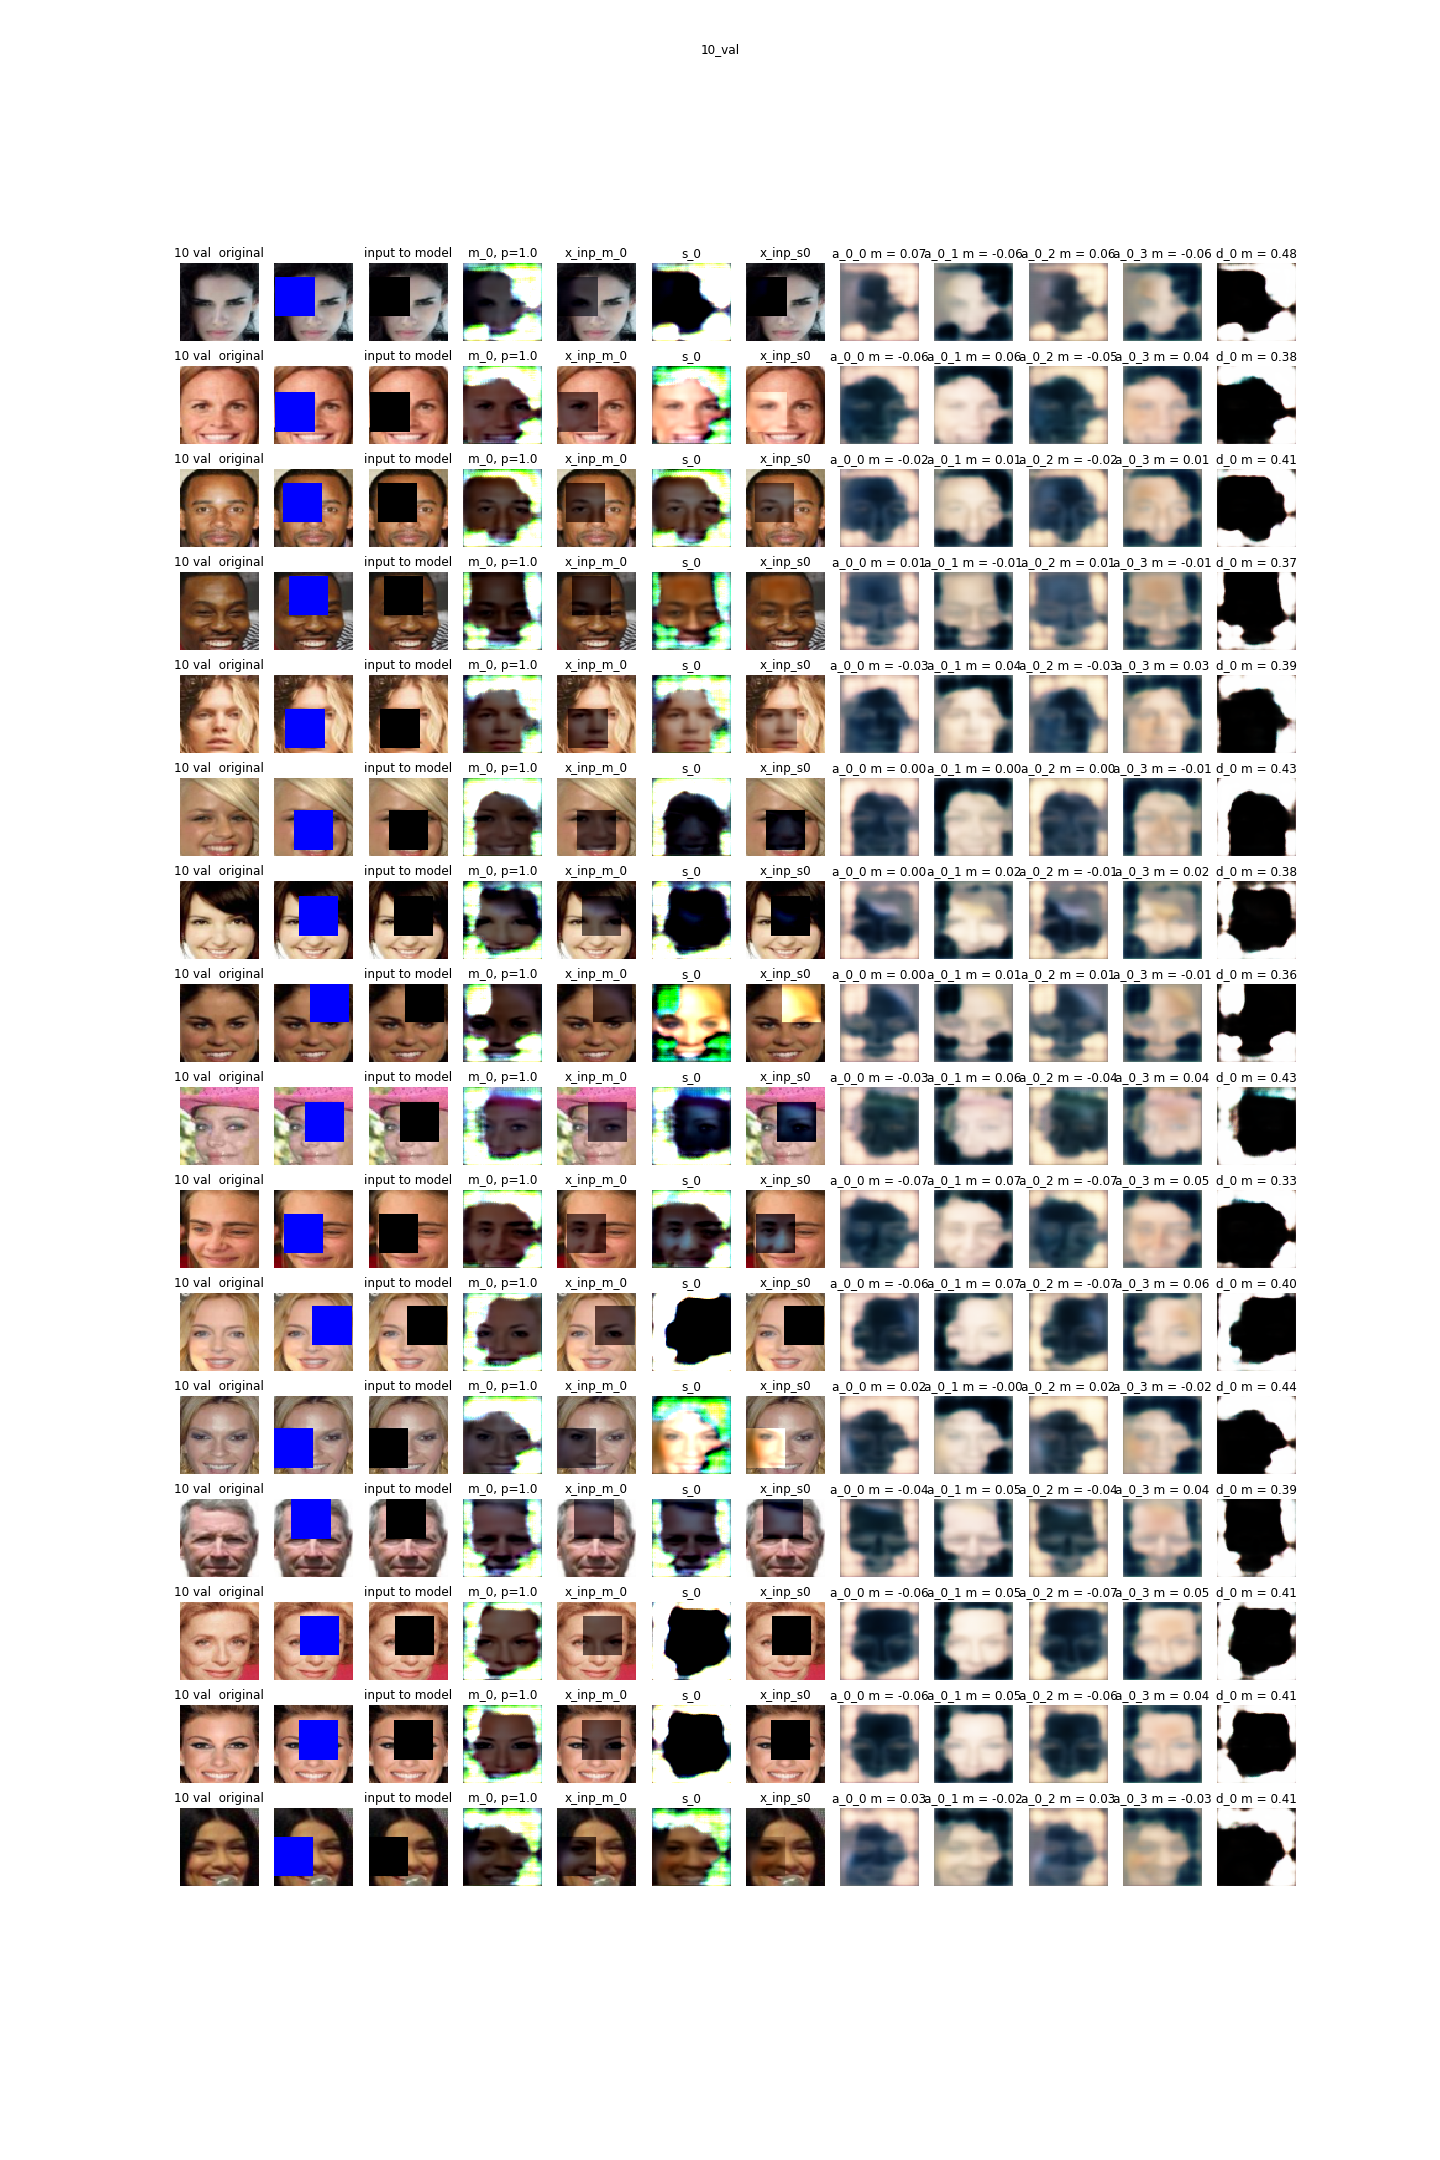 10_val
10 val original input to model m_0, p=1.0 x_inp_m_0 s_0 x_inp_s0 a_0_0 m = 0.07 a_0_1 m = -0.06 a_0_2 m = 0.06 a_0_3 m = -0.06 d_0 m = 0.48
10 val original input to model m_0, p=1.0 x_inp_m_0 s_0 x_inp_s0 a_0_0 m = -0.06 a_0_1 m = 0.06 a_0_2 m = -0.05 a_0_3 m = 0.04 d_0 m = 0.38
10 val original input to model m_0, p=1.0 x_inp_m_0 s_0 x_inp_s0 a_0_0 m = -0.02 a_0_1 m = 0.01 a_0_2 m = -0.02 a_0_3 m = 0.01 d_0 m = 0.41
10 val original input to model m_0, p=1.0 x_inp_m_0 s_0 x_inp_s0 a_0_0 m = 0.01 a_0_1 m = -0.01 a_0_2 m = 0.01 a_0_3 m = -0.01 d_0 m = 0.37
10 val original input to model m_0, p=1.0 x_inp_m_0 s_0 x_inp_s0 a_0_0 m = -0.03 a_0_1 m = 0.04 a_0_2 m = -0.03 a_0_3 m = 0.03 d_0 m = 0.39
10 val original input to model m_0, p=1.0 x_inp_m_0 s_0 x_inp_s0 a_0_0 m = 0.00 a_0_1 m = 0.00 a_0_2 m = 0.00 a_0_3 m = -0.01 d_0 m = 0.43
10 val original input to model m_0, p=1.0 x_inp_m_0 s_0 x_inp_s0 a_0_0 m = 0.00 a_0_1 m = 0.02 a_0_2 m = -0.01 a_0_3 m = 0.02 d_0 m = 0.38
10 val original input to model m_0, p=1.0 x_inp_m_0 s_0 x_inp_s0 a_0_0 m = 0.00 a_0_1 m = 0.01 a_0_2 m = 0.01 a_0_3 m = -0.01 d_0 m = 0.36
10 val original input to model m_0, p=1.0 x_inp_m_0 s_0 x_inp_s0 a_0_0 m = -0.03 a_0_1 m = 0.06 a_0_2 m = -0.04 a_0_3 m = 0.04 d_0 m = 0.43
10 val original input to model m_0, p=1.0 x_inp_m_0 s_0 x_inp_s0 a_0_0 m = -0.07 a_0_1 m = 0.07 a_0_2 m = -0.07 a_0_3 m = 0.05 d_0 m = 0.33
10 val original input to model m_0, p=1.0 x_inp_m_0 s_0 x_inp_s0 a_0_0 m = -0.06 a_0_1 m = 0.07 a_0_2 m = -0.07 a_0_3 m = 0.06 d_0 m = 0.40
10 val original input to model m_0, p=1.0 x_inp_m_0 s_0 x_inp_s0 a_0_0 m = 0.02 a_0_1 m = -0.00 a_0_2 m = 0.02 a_0_3 m = -0.02 d_0 m = 0.44
10 val original input to model m_0, p=1.0 x_inp_m_0 s_0 x_inp_s0 a_0_0 m = -0.04 a_0_1 m = 0.05 a_0_2 m = -0.04 a_0_3 m = 0.04 d_0 m = 0.39
10 val original input to model m_0, p=1.0 x_inp_m_0 s_0 x_inp_s0 a_0_0 m = -0.06 a_0_1 m = 0.05 a_0_2 m = -0.07 a_0_3 m = 0.05 d_0 m = 0.41
10 val original input to model m_0, p=1.0 x_inp_m_0 s_0 x_inp_s0 a_0_0 m = -0.06 a_0_1 m = 0.05 a_0_2 m = -0.06 a_0_3 m = 0.04 d_0 m = 0.41
10 val original input to model m_0, p=1.0 x_inp_m_0 s_0 x_inp_s0 a_0_0 m = 0.03 a_0_1 m = -0.02 a_0_2 m = 0.03 a_0_3 m = -0.03 d_0 m = 0.41